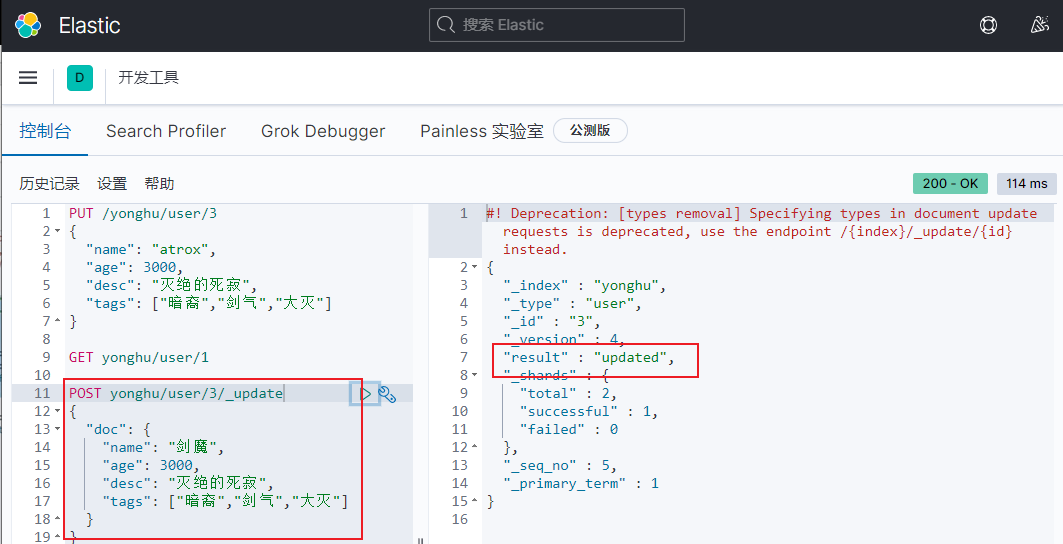 Elastic
搜索 Elastic
D
开发工具
控制台
Search Profiler
Grok Debugger
Painless 实验室
公测版
历史记录
设置
帮助
200 - OK
114 ms
1 PUT /yonghu/user/3
2 {
3 "name": "atrox",
4 "age": 3000,
5 "desc": "灭绝的死寂",
6 "tags": ["暗裔","剑气","大灭"]
7 }
8
9 GET yonghu/user/1
10
11 POST yonghu/user/3/_update
12 {
13 "doc": {
14 "name": "剑魔",
15 "age": 3000,
16 "desc": "灭绝的死寂",
17 "tags": ["暗裔","剑气","大灭"]
18 }
19 }
1 #! Deprecation: [types removal] Specifying types in document update
requests is deprecated, use the endpoint /{index}/_update/{id}
instead.
2 {
3 "_index" : "yonghu",
4 "_type" : "user",
5 "_id" : "3",
6 "_version" : 4,
7 "result" : "updated",
8 "_shards" : {
9 "total" : 2,
10 "successful" : 1,
11 "failed" : 0
12 },
13 "_seq_no" : 5,
14 "_primary_term" : 1
15 }
16